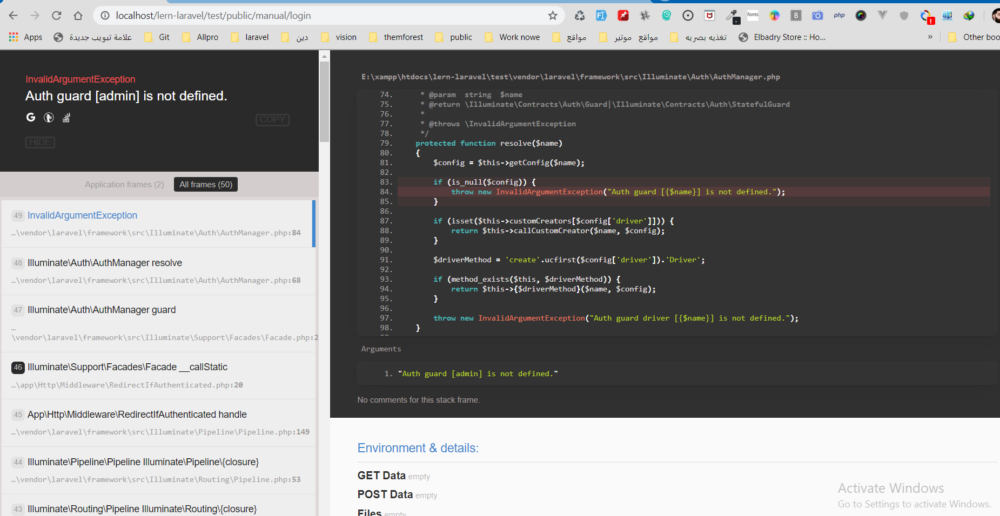 localhost/lern-laravel/test/public/manual/login
fonts
B
php
Apps
علامة تبويب جديدة
Git
Allpro
laravel
دين
vision
themforest
public
Work nowe
مواقع
مواقع موتير
تغذيه بصريه
Elbadry Store :: Ho...
»
Other boo
InvalidArgumentException
Auth guard [admin] is not defined.
COPY
HIDE
Application frames (2)
All frames (50)
49 InvalidArgumentException
…\vendor\laravel\framework\src\Illuminate\Auth\AuthManager.php:84
48 Illuminate\Auth\AuthManager resolve
…\vendor\laravel\framework\src\Illuminate\Auth\AuthManager.php:68
47 Illuminate\Auth\AuthManager guard
…
\vendor\laravel\framework\src\Illuminate\Support\Facades\Facade.php:2
46 Illuminate\Support\Facades\Facade __callStatic
…\app\Http\Middleware\RedirectIfAuthenticated.php:20
45 App\Http\Middleware\RedirectIfAuthenticated handle
…\vendor\laravel\framework\src\Illuminate\Pipeline\Pipeline.php:149
44 Illuminate\Pipeline\Pipeline Illuminate\Pipeline\{closure}
…\vendor\laravel\framework\src\Illuminate\Routing\Pipeline.php:53
43 Illuminate\Routing\Pipeline Illuminate\Routing\{closure}
E:\xampp\htdocs\lern-laravel\test\vendor\laravel\framework\src\Illuminate\Auth\AuthManager.php
74. * @param  string  $name
75. * @return \Illuminate\Contracts\Auth\Guard|\Illuminate\Contracts\Auth\StatefulGuard
76. *
77. * @throws \InvalidArgumentException
78. */
79. protected function resolve($name)
80. {
81. $config = $this->getConfig($name);
82.
83. if (is_null($config)) {
84. throw new InvalidArgumentException("Auth guard [{$name}] is not defined.");
85. }
86.
87. if (isset($this->customCreators[$config['driver']])) {
88. return $this->callCustomCreator($name, $config);
89. }
90.
91. $driverMethod = 'create'.ucfirst($config['driver']).'Driver';
92.
93. if (method_exists($this, $driverMethod)) {
94. return $this->{$driverMethod}($name, $config);
95. }
96.
97. throw new InvalidArgumentException("Auth guard driver [{$name}] is not defined.");
98. }
Arguments
1. "Auth guard [admin] is not defined."
No comments for this stack frame.
Environment & details:
GET Data empty
POST Data empty
Files empty
Activate Windows
Go to Settings to activate Windows.